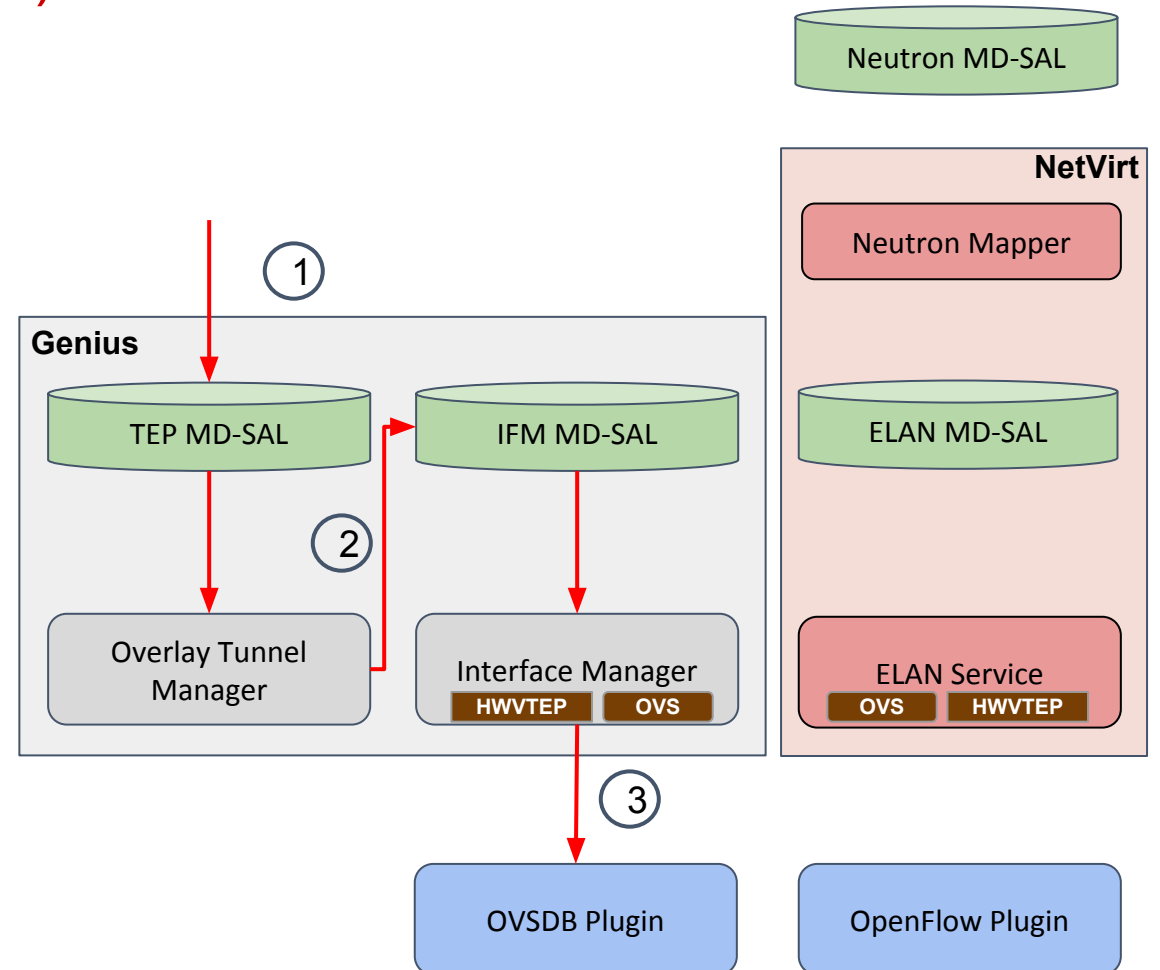 )
Neutron MD-SAL
NetVirt
Neutron Mapper
1
Genius
TEP MD-SAL
IFM MD-SAL
ELAN MD-SAL
2
Overlay Tunnel
Manager
Interface Manager
HWVTEP
OVS
ELAN Service
OVS
HWVTEP
3
OVSDB Plugin
OpenFlow Plugin